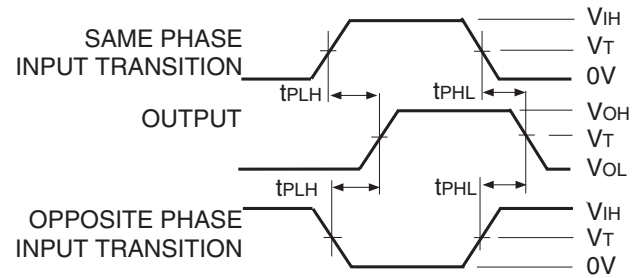 SAME PHASE
INPUT TRANSITION
VIH
VT
0V
tPLH
tPHL
OUTPUT
VOH
VT
VOL
tPLH
tPHL
OPPOSITE PHASE
INPUT TRANSITION
VIH
VT
0V